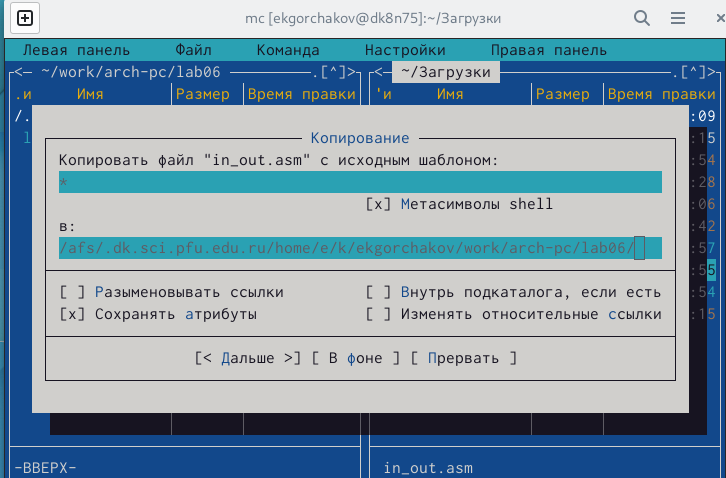 mc [ekgorchakov@dk8n75]:~/Загрузки
Левая панель Файл Команда Настройки Правая панель
<— ~/work/arch-pc/lab06 .[^]> <— ~/Загрузки .[^]>
.и Имя Размер Время правки 'и Имя Размер Время правки
/. :09
Копирование
l :15
Копировать файл "in_out.asm" с исходным шаблоном:
:54
* :28
[x] Метасимволы shell :06
в: :42
/afs/.dk.sci.pfu.edu.ru/home/e/k/ekgorchakov/work/arch-pc/lab06/ :57
:55
[ ] Разыменовывать ссылки [ ] Внутрь подкаталога, если есть :54
[x] Сохранять атрибуты [ ] Изменять относительные ссылки :15
[< Дальше >] [ В фоне ] [ Прервать ]
-ВВЕРХ- in_out.asm